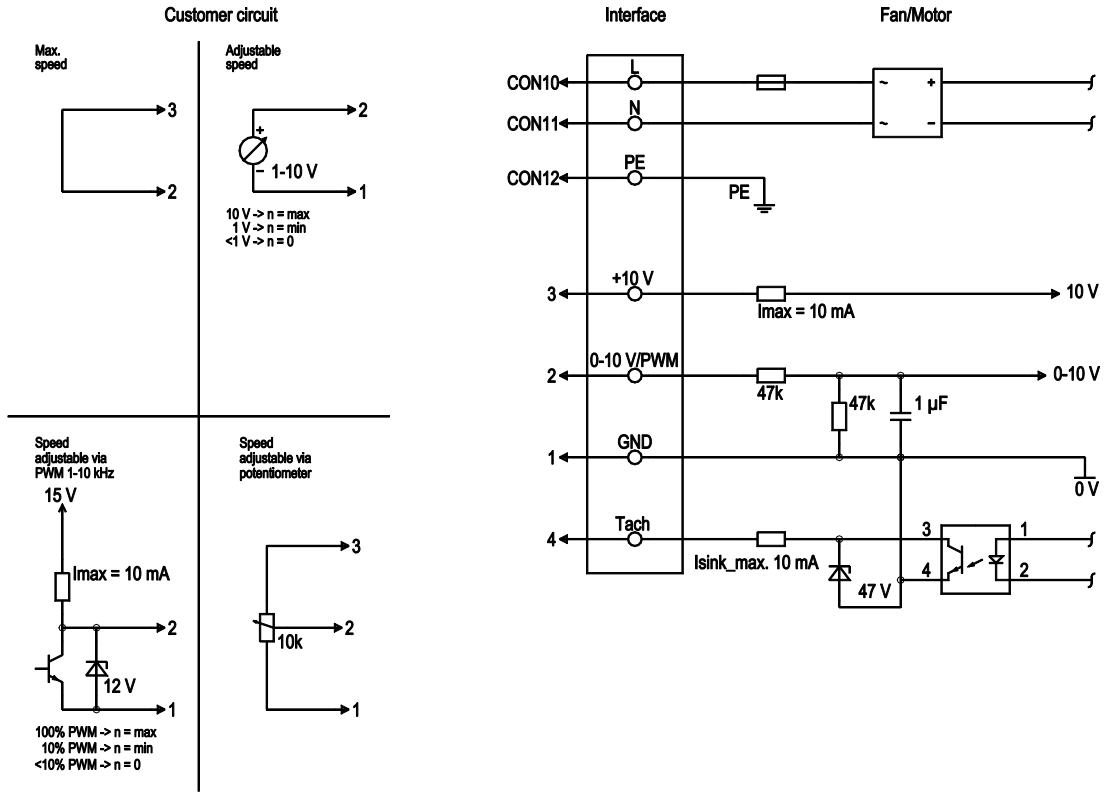 Customer circuit
Interface
Fan/Motor
Max.
speed
3
2
Adjustable
speed
2
+
− 1-10 V
1
10 V -> n = max
1 V -> n = min
<1 V -> n = 0
Speed
adjustable via
PWM 1-10 kHz
15 V
Imax = 10 mA
2
12 V
1
100% PWM -> n = max
10% PWM -> n = min
<10% PWM -> n = 0
Speed
adjustable via
potentiometer
3
2
10k
1
L
CON10
~ +
N
CON11
~ −
PE
CON12
PE
+10 V
3
10 V
Imax = 10 mA
0-10 V/PWM
2
0-10 V
47k
47k
1 µF
GND
1
0 V
Tach
4
3
1
Isink_max. 10 mA
4
2
47 V